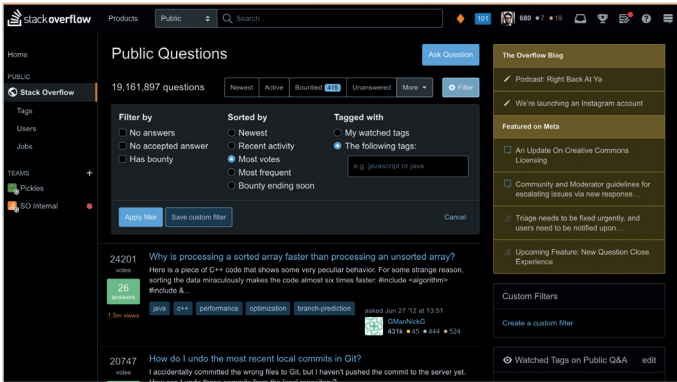 stackoverflow
Products
Public
Search...
101
680 • 7 • 19
Home
PUBLIC
Stack Overflow
Tags
Users
Jobs
TEAMS +
Pickles
SO Internal
Public Questions
Ask Question
19,161,897 questions
Newest Active Bountied 415 Unanswered More Filter
Filter by
No answers
No accepted answer
Has bounty
Sorted by
Newest
Recent activity
Most votes
Most frequent
Bounty ending soon
Tagged with
My watched tags
The following tags:
e.g. javascript or java
Apply filter Save custom filter Cancel
24201
votes
26
answers
1.5m views
Why is processing a sorted array faster than processing an unsorted array?
Here is a piece of C++ code that shows some very peculiar behavior. For some strange reason,
sorting the data miraculously makes the code almost six times faster: #include <algorithm>
#include &...
java c++ performance optimization branch-prediction
asked Jun 27 '12 at 13:51
GManNickG
431k • 45 • 444 • 524
20747
votes
How do I undo the most recent local commits in Git?
I accidentally committed the wrong files to Git, but I haven't pushed the commit to the server yet.
The Overflow Blog
Podcast: Right Back At Ya
We're launching an Instagram account
Featured on Meta
An Update On Creative Commons
Licensing
Community and Moderator guidelines for
escalating issues via new response...
Triage needs to be fixed urgently, and
users need to be notified upon...
Upcoming Feature: New Question Close
Experience
Custom Filters
Create a custom filter
Watched Tags on Public Q&A edit